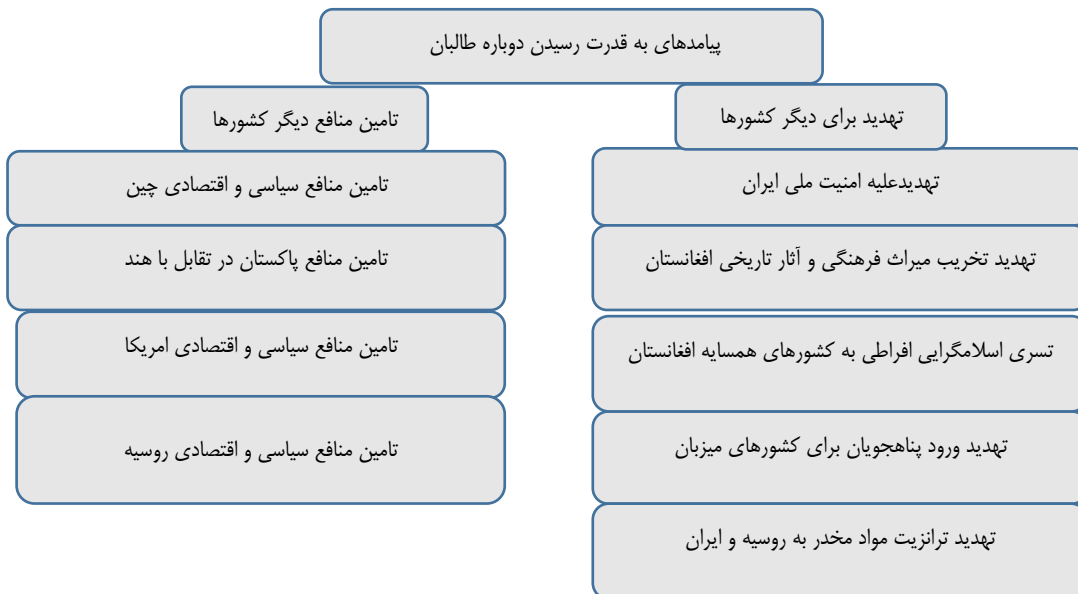 پیامدهای به قدرت رسیدن دوباره طالبان
تهدید برای دیگر کشورها
تهدیدعلیه امنیت ملی ایران
تهدید تخریب میراث فرهنگی و آثار تاریخی افغانستان
تسری اسلامگرایی افراطی به کشورهای همسایه افغانستان
تهدید ورود پناهجویان برای کشورهای میزبان
تهدید ترانزیت مواد مخدر به روسیه و ایران
تامین منافع دیگر کشورها
تامین منافع سیاسی و اقتصادی چین
تامین منافع پاکستان در تقابل با هند
تامین منافع سیاسی و اقتصادی امریکا
تامین منافع سیاسی و اقتصادی روسیه